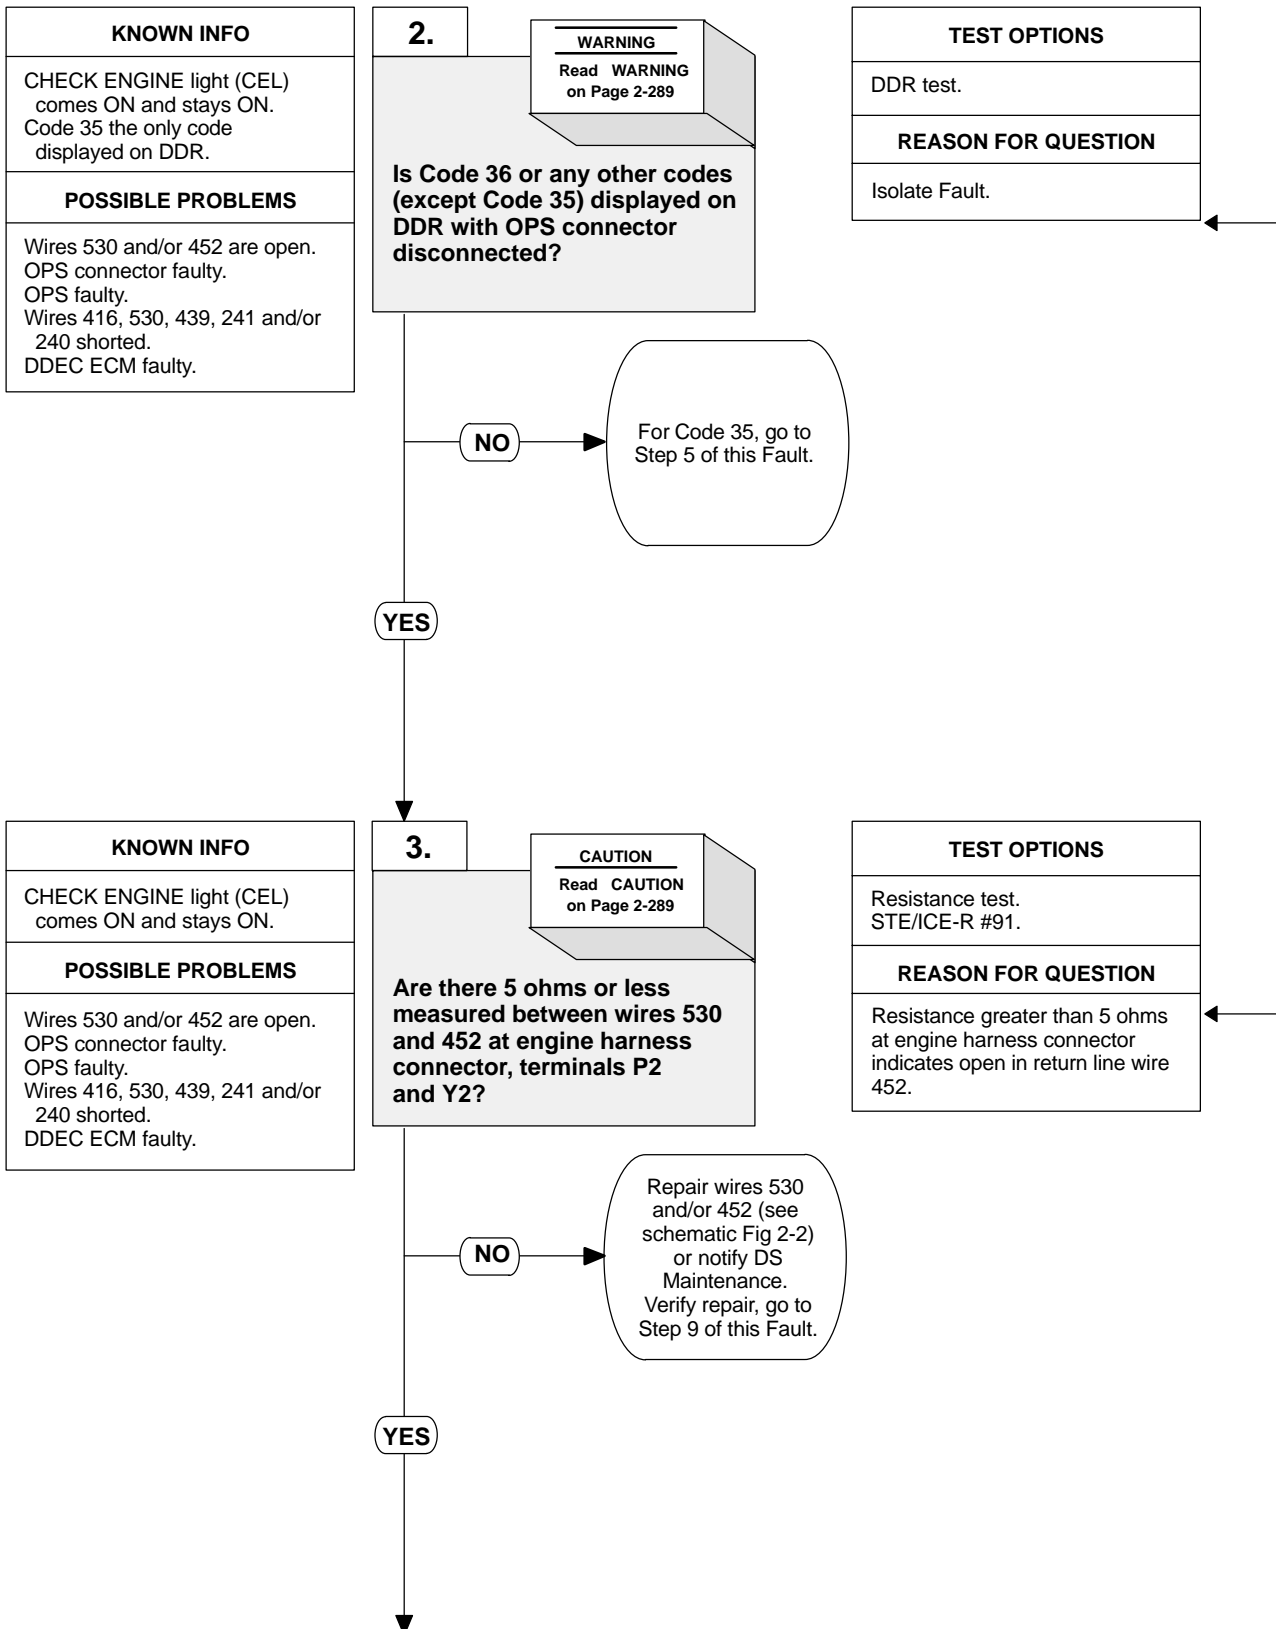 KNOWN INFO
CHECK ENGINE light (CEL)
comes ON and stays ON.
Code 35 the only code
displayed on DDR.
POSSIBLE PROBLEMS
Wires 530 and/or 452 are open.
OPS connector faulty.
OPS faulty.
Wires 416, 530, 439, 241 and/or
240 shorted.
DDEC ECM faulty.
2.
WARNING
Read WARNING
on Page 2-289
Is Code 36 or any other codes
(except Code 35) displayed on
DDR with OPS connector
disconnected?
TEST OPTIONS
DDR test.
REASON FOR QUESTION
Isolate Fault.
NO
For Code 35, go to
Step 5 of this Fault.
YES
KNOWN INFO
CHECK ENGINE light (CEL)
comes ON and stays ON.
POSSIBLE PROBLEMS
Wires 530 and/or 452 are open.
OPS connector faulty.
OPS faulty.
Wires 416, 530, 439, 241 and/or
240 shorted.
DDEC ECM faulty.
3.
CAUTION
Read CAUTION
on Page 2-289
Are there 5 ohms or less
measured between wires 530
and 452 at engine harness
connector, terminals P2
and Y2?
TEST OPTIONS
Resistance test.
STE/ICE-R #91.
REASON FOR QUESTION
Resistance greater than 5 ohms
at engine harness connector
indicates open in return line wire
452.
NO
Repair wires 530
and/or 452 (see
schematic Fig 2-2)
or notify DS
Maintenance.
Verify repair, go to
Step 9 of this Fault.
YES